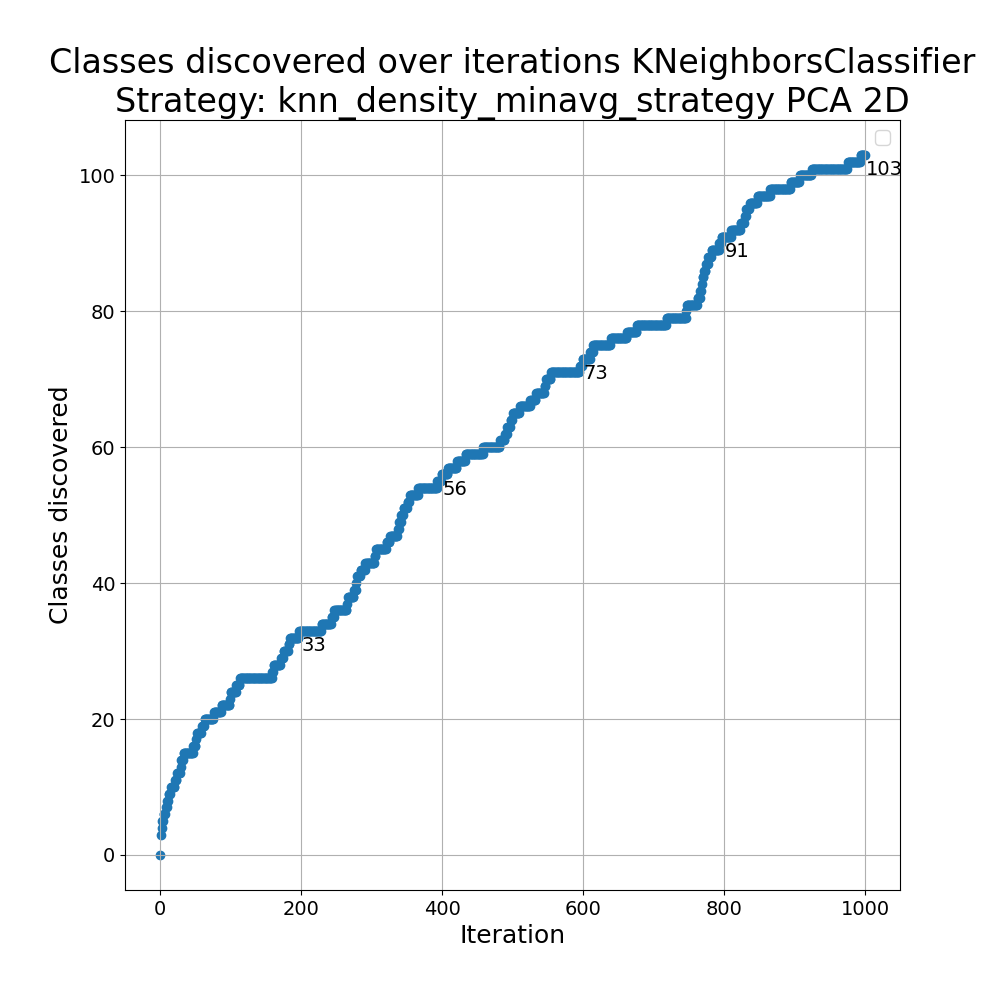 Classes discovered over iterations KNeighborsClassifier
Strategy: knn_density_minavg_strategy PCA 2D
100
80
60
40
20
0
Classes discovered
103
91
73
56
33
0 200 400 600 800 1000
Iteration